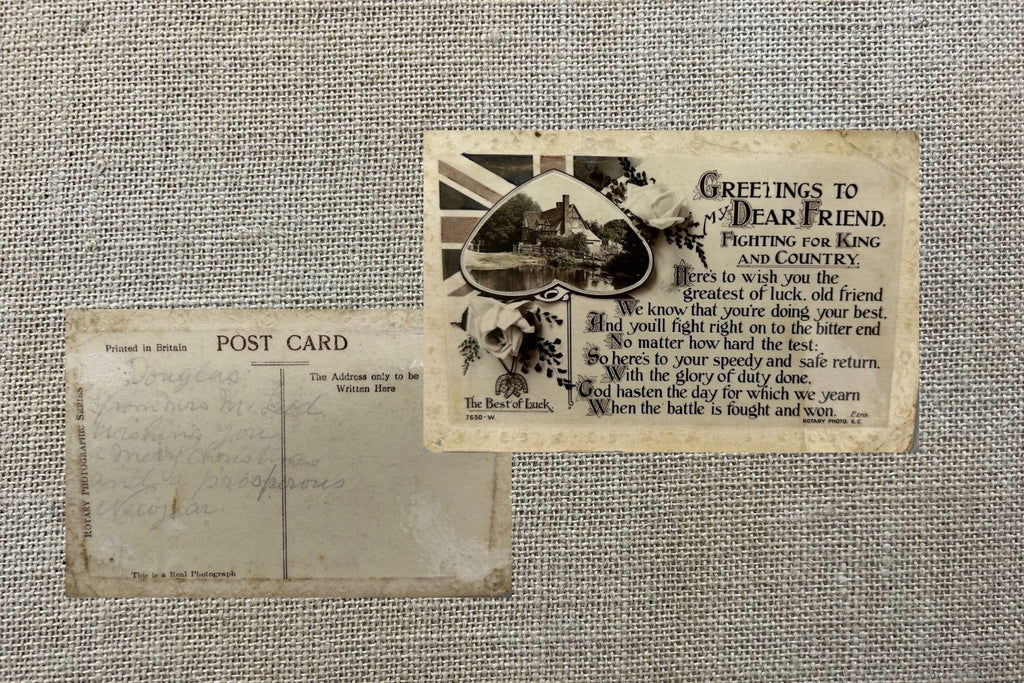 GREETINGS TO
MY DEAR FRIEND.
FIGHTING FOR KING
AND COUNTRY.
Here's to wish you the
greatest of luck. old friend
We know that you're doing your best.
And you'll fight right on to the bitter end
No matter how hard the test:
So here's to your speedy and safe return.
With the glory of duty done.
God hasten the day for which we yearn
When the battle is fought and won.
Ezra.
ROTARY PHOTO. E.C.
The Best of Luck.
7650-W.
Printed in Britain
POST CARD
The Address only to be
Written Here
ROTARY PHOTOGRAPHIC SERIES
Douglas
from Mrs
Wishing
a Merry Christmas
and a prosperous
New year
This is a Real Photograph